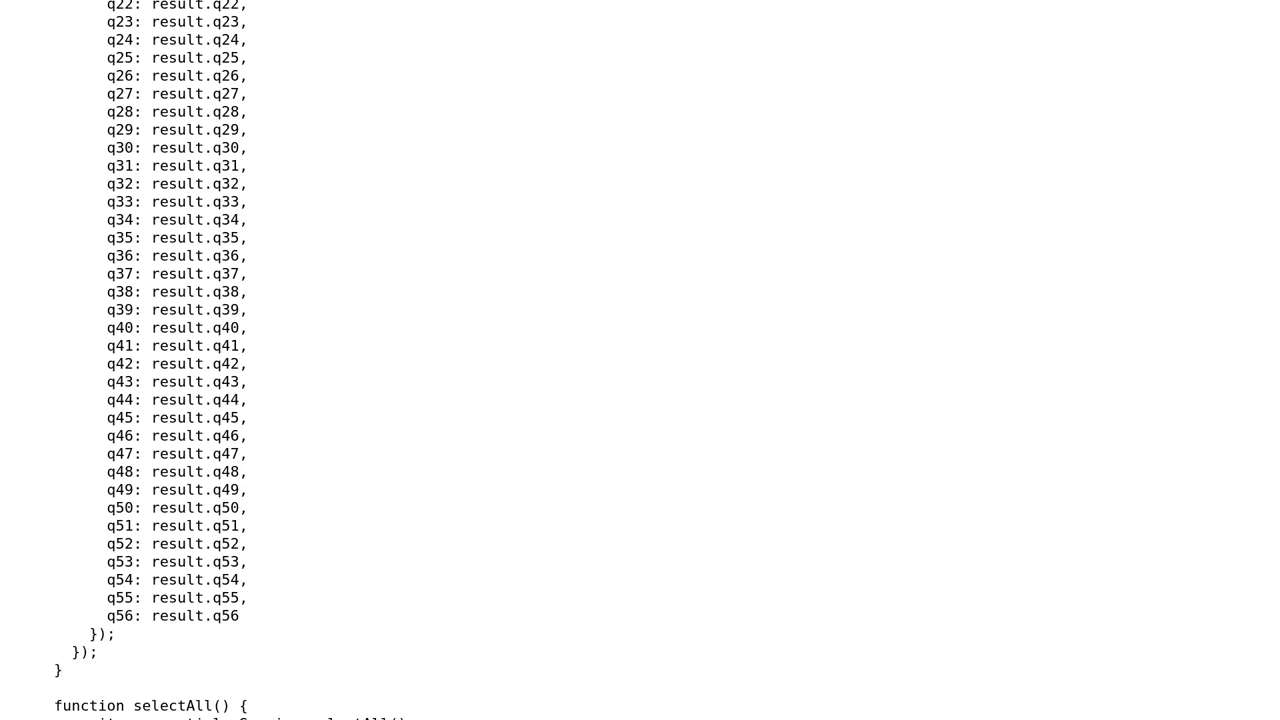 q22: result.q22,
q23: result.q23,
q24: result.q24,
q25: result.q25,
q26: result.q26,
q27: result.q27,
q28: result.q28,
q29: result.q29,
q30: result.q30,
q31: result.q31,
q32: result.q32,
q33: result.q33,
q34: result.q34,
q35: result.q35,
q36: result.q36,
q37: result.q37,
q38: result.q38,
q39: result.q39,
q40: result.q40,
q41: result.q41,
q42: result.q42,
q43: result.q43,
q44: result.q44,
q45: result.q45,
q46: result.q46,
q47: result.q47,
q48: result.q48,
q49: result.q49,
q50: result.q50,
q51: result.q51,
q52: result.q52,
q53: result.q53,
q54: result.q54,
q55: result.q55,
q56: result.q56
});
});
}
function selectAll() {